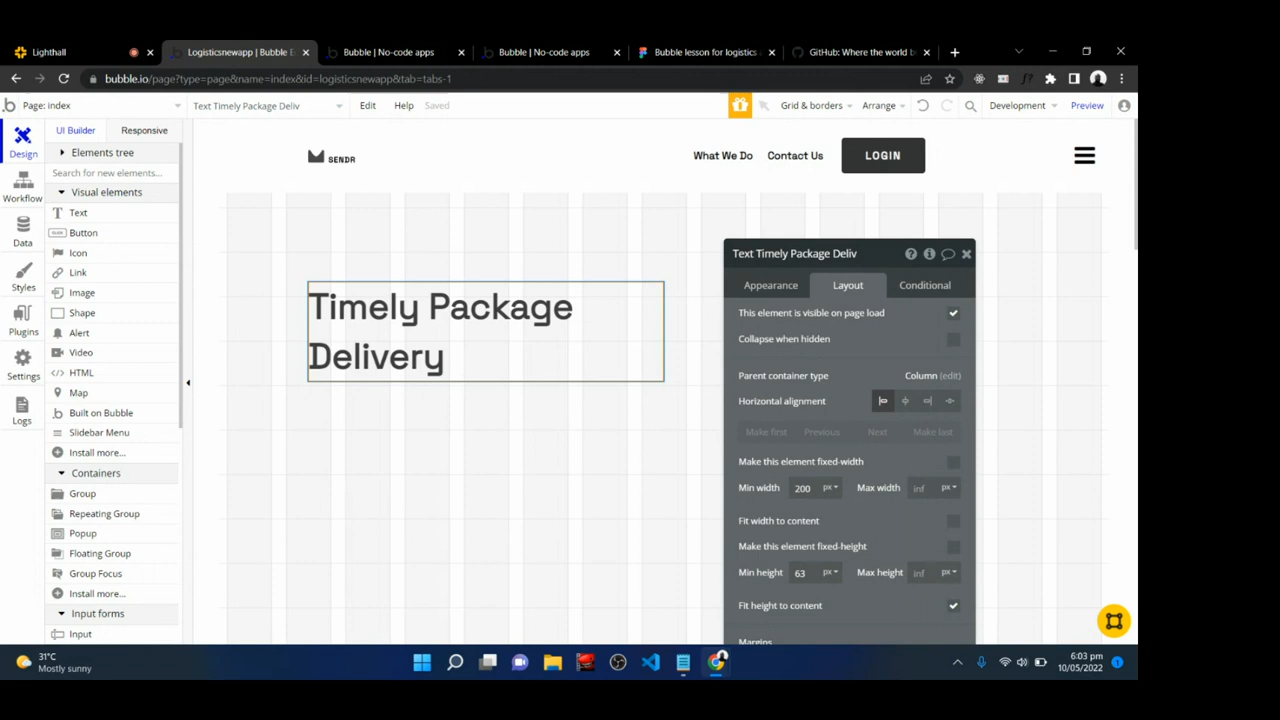 Lighthall
Logisticsnewapp | Bubble E
Bubble | No-code apps
Bubble | No-code apps
Bubble lesson for logistics
GitHub: Where the world b
bubble.io/page?type=page&name=index&id=logisticsnewapp&tab=tabs-1
Page: index
Text Timely Package Deliv
Edit
Help
Saved
Grid & borders
Arrange
Development
Preview
Design
Workflow
Data
Styles
Plugins
Settings
Logs
UI Builder
Responsive
Elements tree
Search for new elements...
Visual elements
Text
CLICK
Button
Icon
Link
Image
Shape
Alert
Video
</> HTML
Map
Built on Bubble
Slidebar Menu
Install more...
Containers
Group
Repeating Group
Popup
Floating Group
Group Focus
Install more...
Input forms
Input
SENDR
What We Do
Contact Us
LOGIN
Timely Package
Delivery
Text Timely Package Deliv
Appearance
Layout
Conditional
This element is visible on page load
Collapse when hidden
Parent container type
Column (edit)
Horizontal alignment
Make first
Previous
Next
Make last
Make this element fixed-width
Min width
200
px
Max width
inf
px
Fit width to content
Make this element fixed-height
Min height
63
px
Max height
inf
px
Fit height to content
Margins
31°C
Mostly sunny
6:03 pm
10/05/2022
1